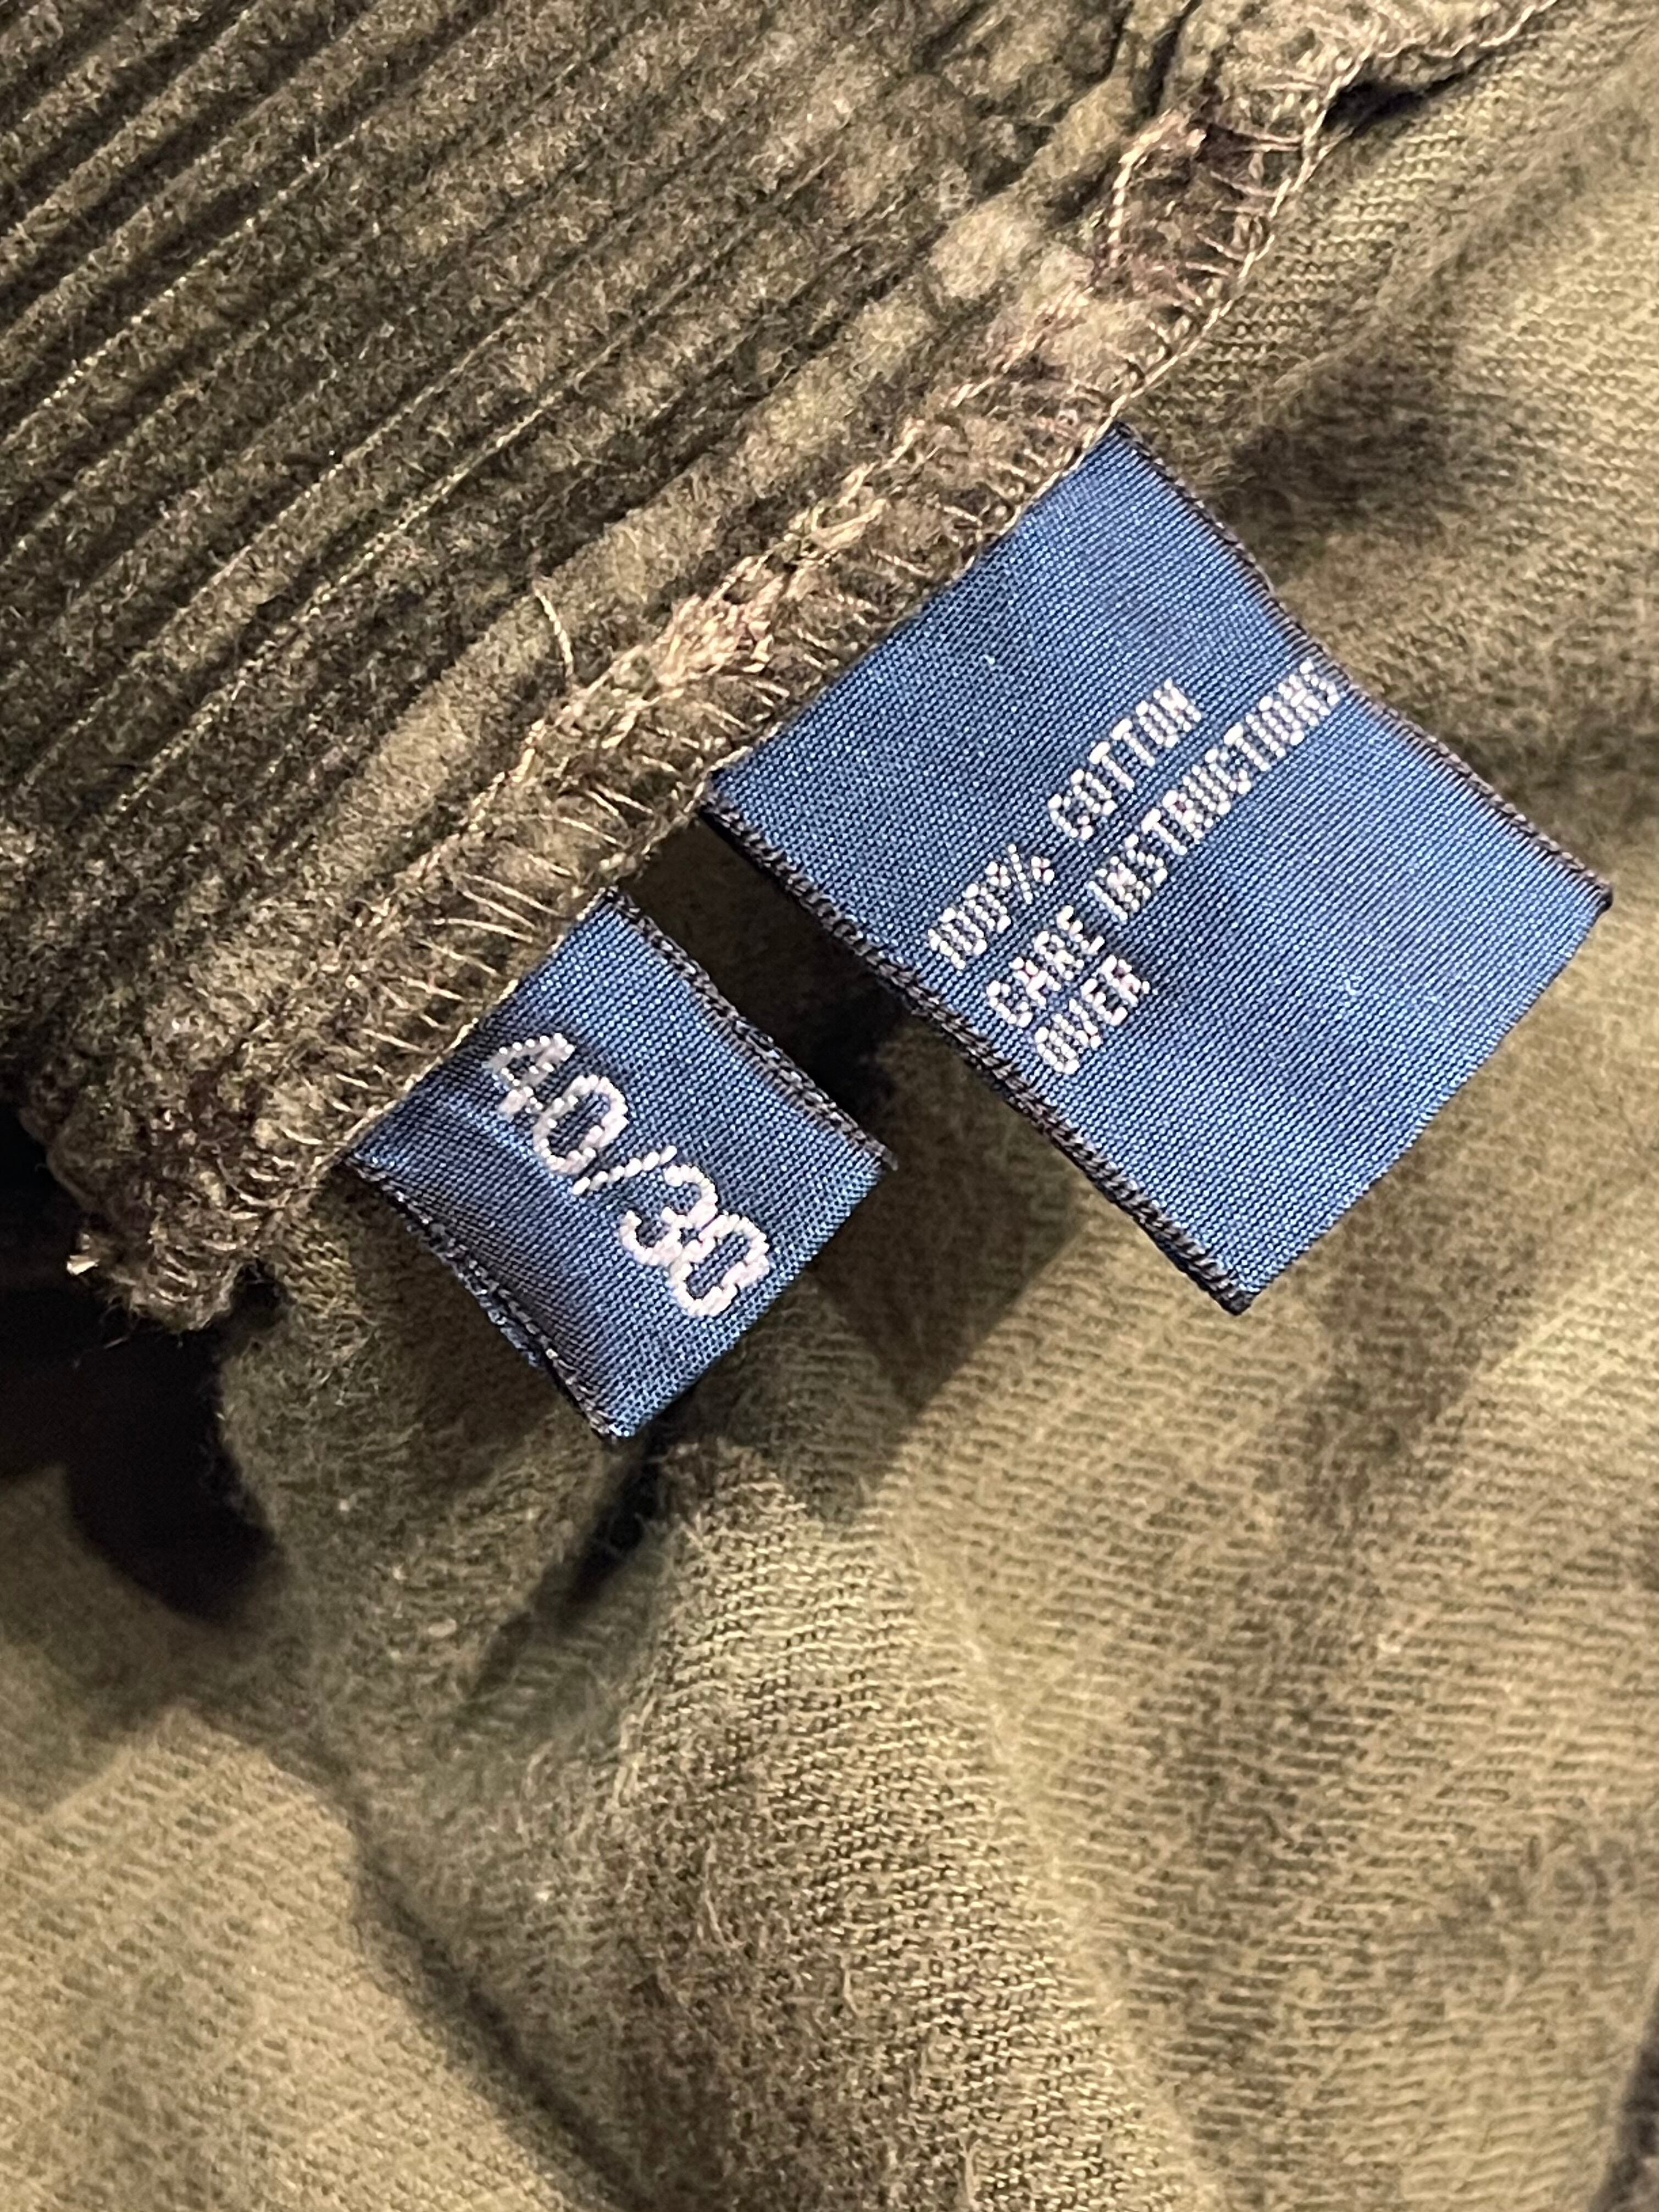 40/30
100% COTTON
CARE INSTRUCTIONS
OVER